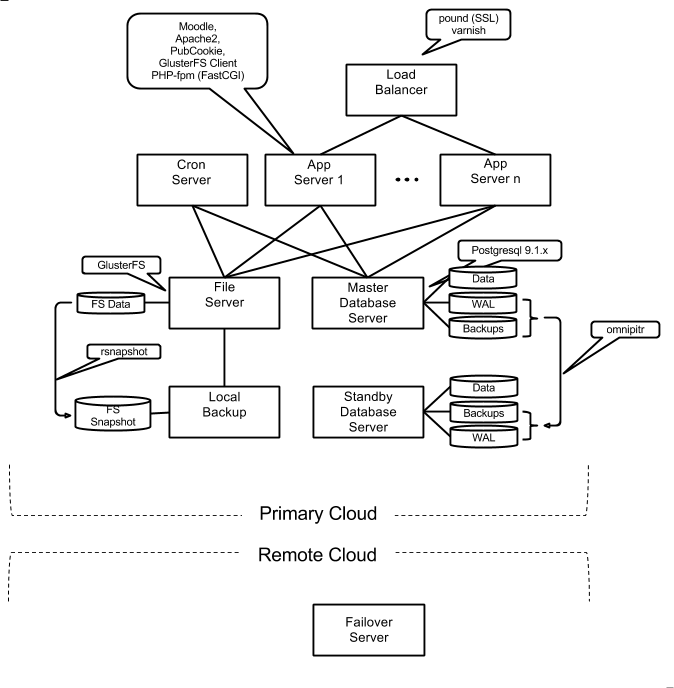 Moodle,
Apache2,
PubCookie,
GlusterFS Client
PHP-fpm (FastCGI)
pound (SSL)
varnish
Load
Balancer
Cron
Server
App
Server 1
App
Server n
GlusterFS
File
Server
FS Data
Master
Database
Server
Postgresql 9.1.x
Data
WAL
Backups
omnipitr
rsnapshot
FS
Snapshot
Local
Backup
Standby
Database
Server
Data
Backups
WAL
Primary Cloud
Remote Cloud
Failover
Server